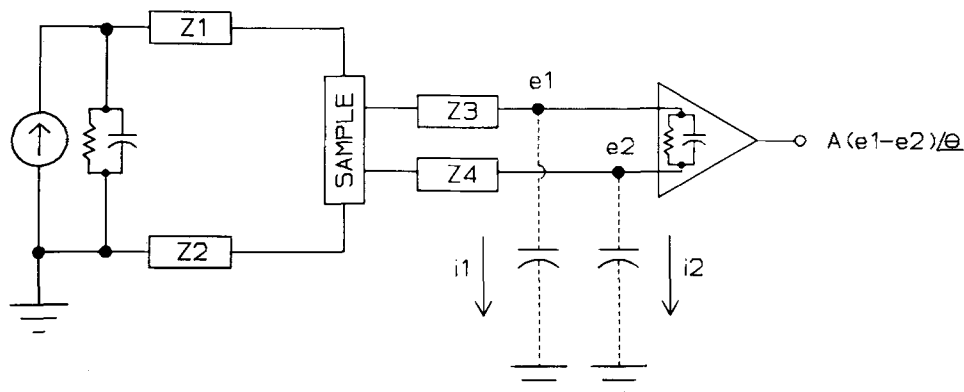 Z1
e1
Z3
SAMPLE
A(e1-e2)/θ
e2
Z4
Z2
i1
i2